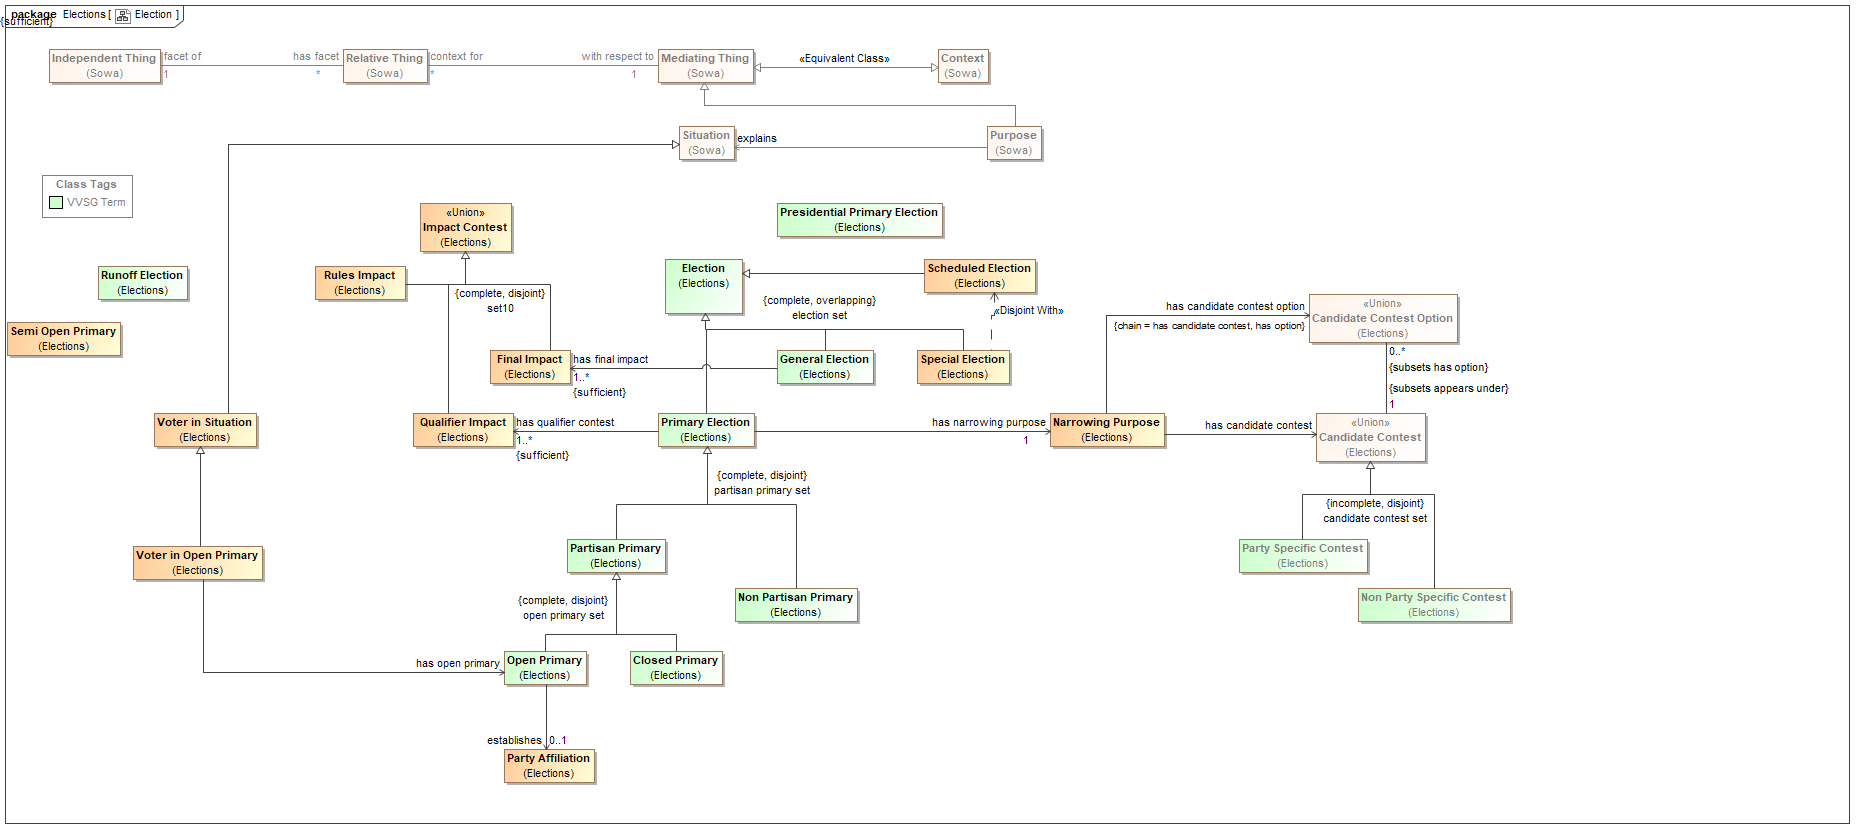 package Elections [ Election ]
{sufficient}
Independent Thing
(Sowa)
facet of
1
has facet
*
Relative Thing
(Sowa)
context for
*
with respect to
1
Mediating Thing
(Sowa)
«Equivalent Class»
Context
(Sowa)
Situation
(Sowa)
explains
Purpose
(Sowa)
Class Tags
VVSG Term
«Union»
Impact Contest
(Elections)
Presidential Primary Election
(Elections)
Runoff Election
(Elections)
Rules Impact
(Elections)
{complete, disjoint}
set10
Election
(Elections)
Scheduled Election
(Elections)
{complete, overlapping}
election set
«Disjoint With»
has candidate contest option
{chain = has candidate contest, has option}
«Union»
Candidate Contest Option
(Elections)
Semi Open Primary
(Elections)
Final Impact
(Elections)
has final impact
1..*
{sufficient}
General Election
(Elections)
Special Election
(Elections)
0..*
{subsets has option}
{subsets appears under}
1
Voter in Situation
(Elections)
Qualifier Impact
(Elections)
has qualifier contest
1..*
{sufficient}
Primary Election
(Elections)
has narrowing purpose
1
Narrowing Purpose
(Elections)
has candidate contest
«Union»
Candidate Contest
(Elections)
{complete, disjoint}
partisan primary set
{incomplete, disjoint}
candidate contest set
Voter in Open Primary
(Elections)
Partisan Primary
(Elections)
Party Specific Contest
(Elections)
{complete, disjoint}
open primary set
Non Partisan Primary
(Elections)
Non Party Specific Contest
(Elections)
has open primary
Open Primary
(Elections)
Closed Primary
(Elections)
establishes
0..1
Party Affiliation
(Elections)